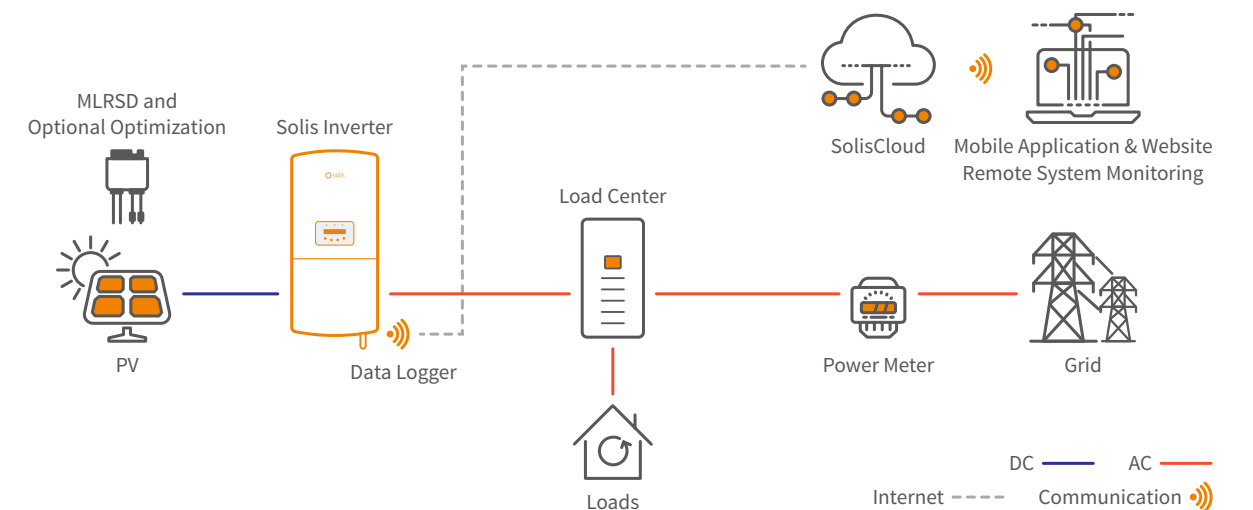 MLRSD and
Optional Optimization
Solis Inverter
solis
SolisCloud
Mobile Application & Website
Remote System Monitoring
Load Center
PV
Data Logger
Power Meter
Grid
Loads
DC
AC
Internet
Communication